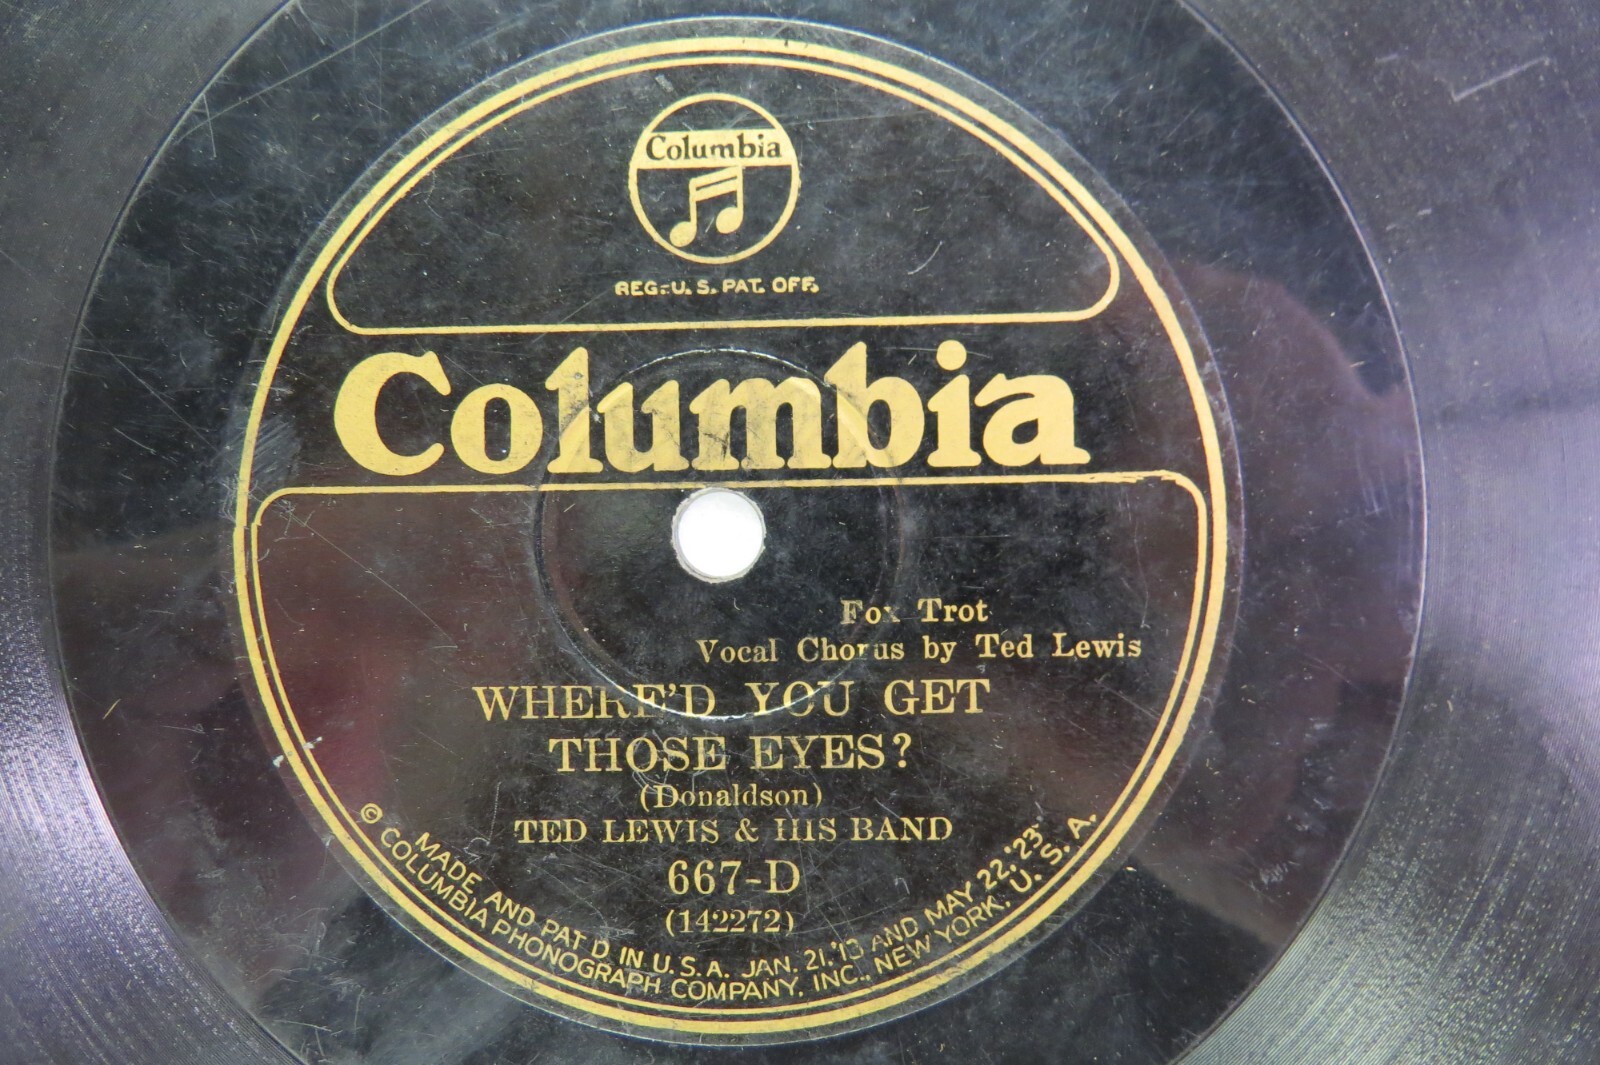 Columbia
REG. U. S. PAT. OFF.
Columbia
Fox Trot
Vocal Chorus by Ted Lewis
WHERE'D YOU GET
THOSE EYES?
(Donaldson)
TED LEWIS & HIS BAND
667-D
(142272)
MADE AND PAT'D IN U.S.A. JAN. 21,'13 AND MAY 22,'23
© COLUMBIA PHONOGRAPH COMPANY, INC., NEW YORK, U.S.A.